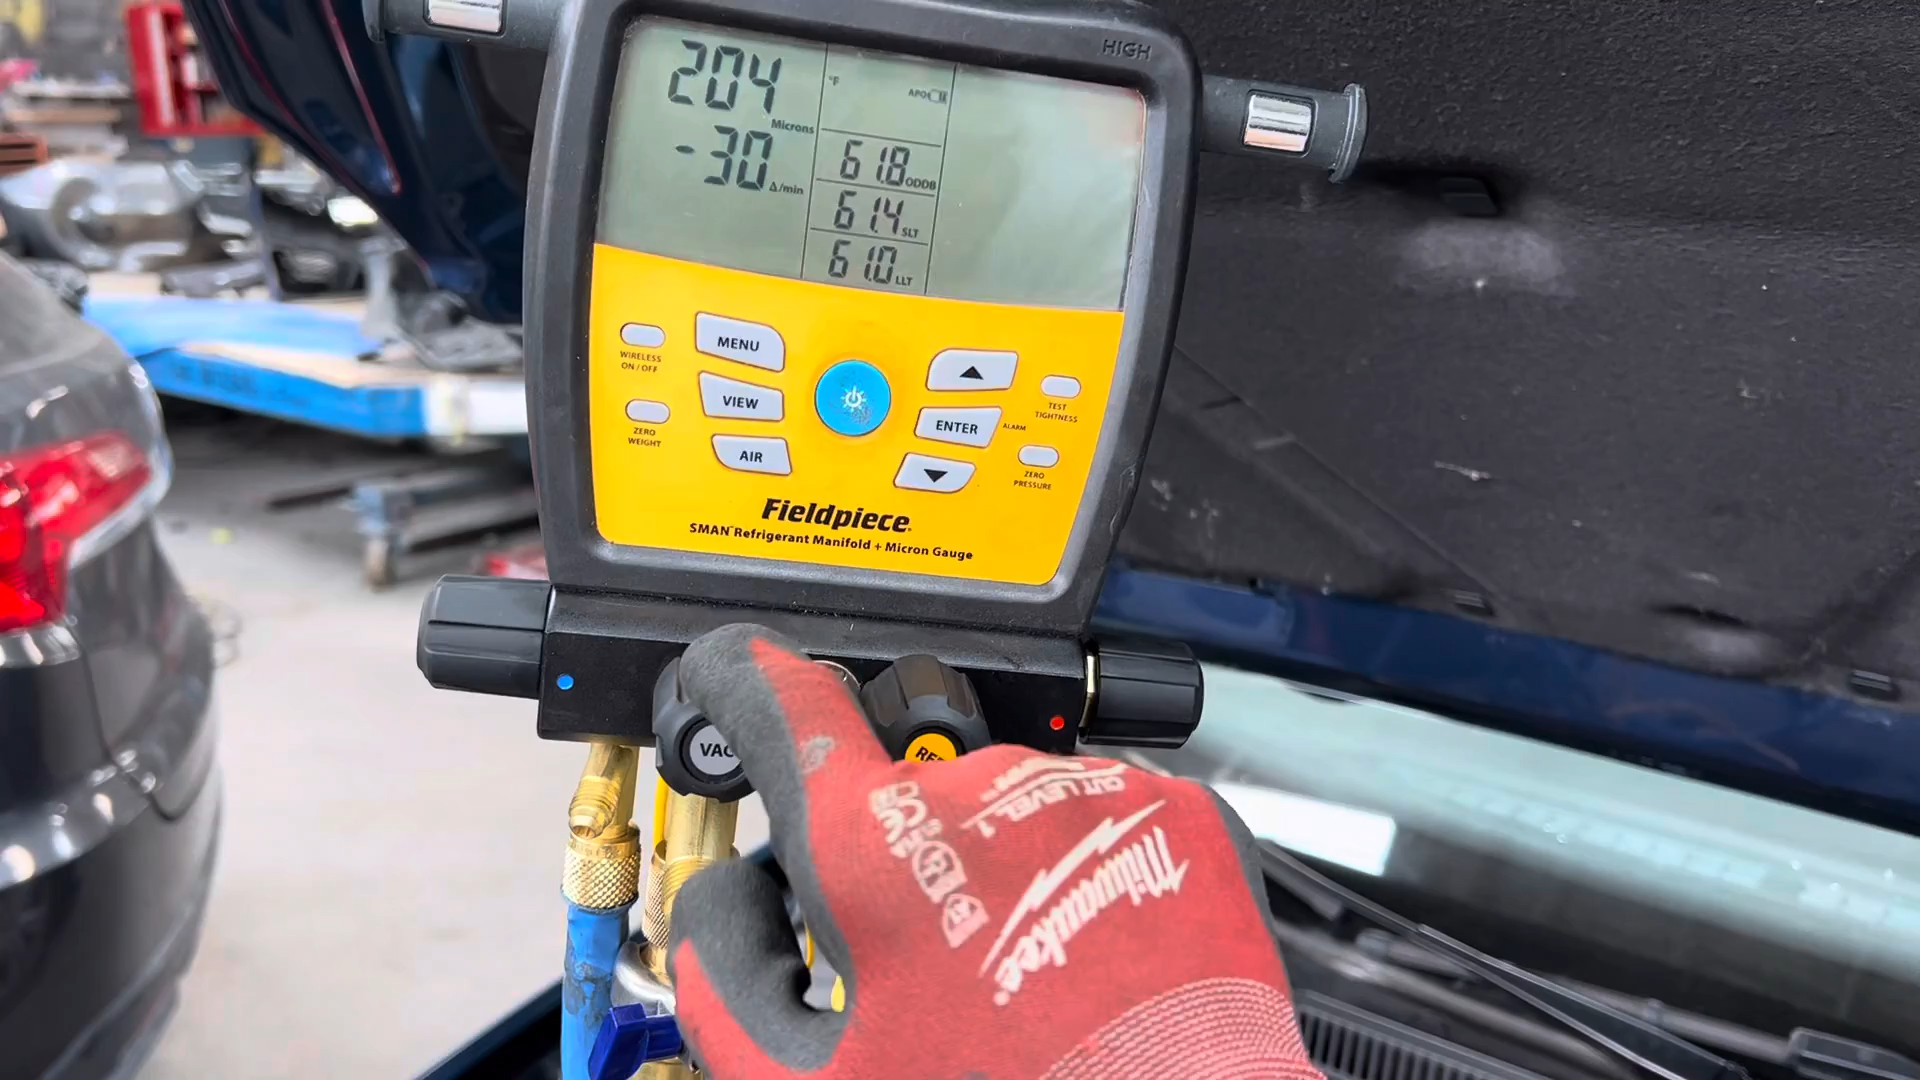 HIGH
204
Microns
-30
Δ/min
°F
APO
61.8 ODDB
61.4 SLT
61.0 LLT
WIRELESS
ON / OFF
MENU
VIEW
ZERO
WEIGHT
AIR
ENTER
ALARM
TEST
TIGHTNESS
ZERO
PRESSURE
Fieldpiece
SMAN™ Refrigerant Manifold + Micron Gauge
VAC
REF
CUT LEVEL 1
Milwaukee